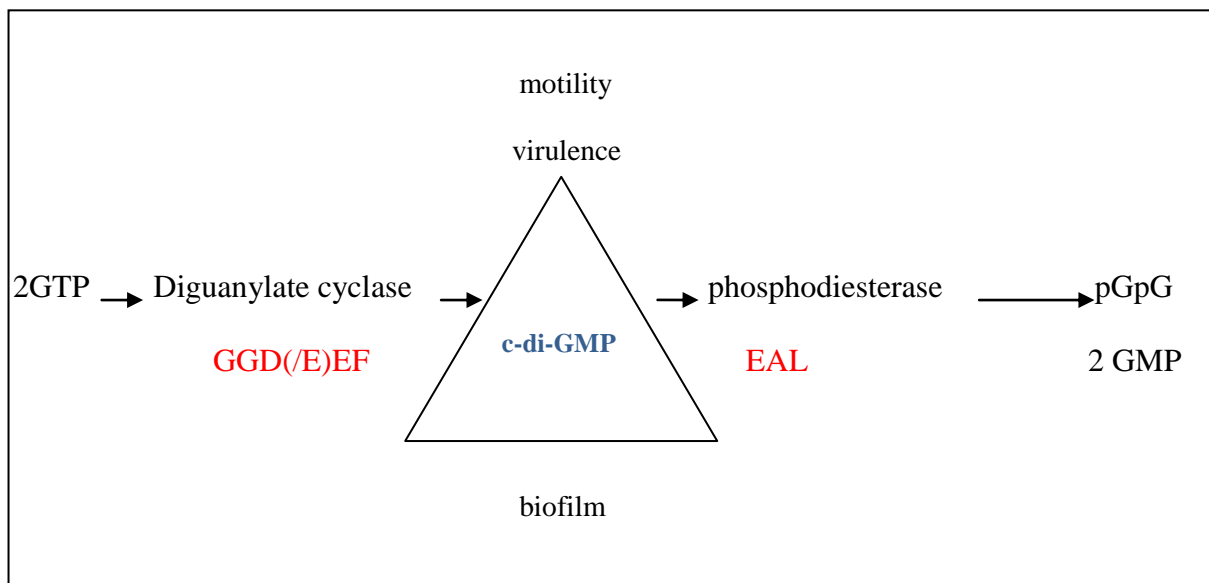 motility
virulence
2GTP Diguanylate cyclase phosphodiesterase pGpG
c-di-GMP
GGD(/E)EF EAL 2 GMP
biofilm